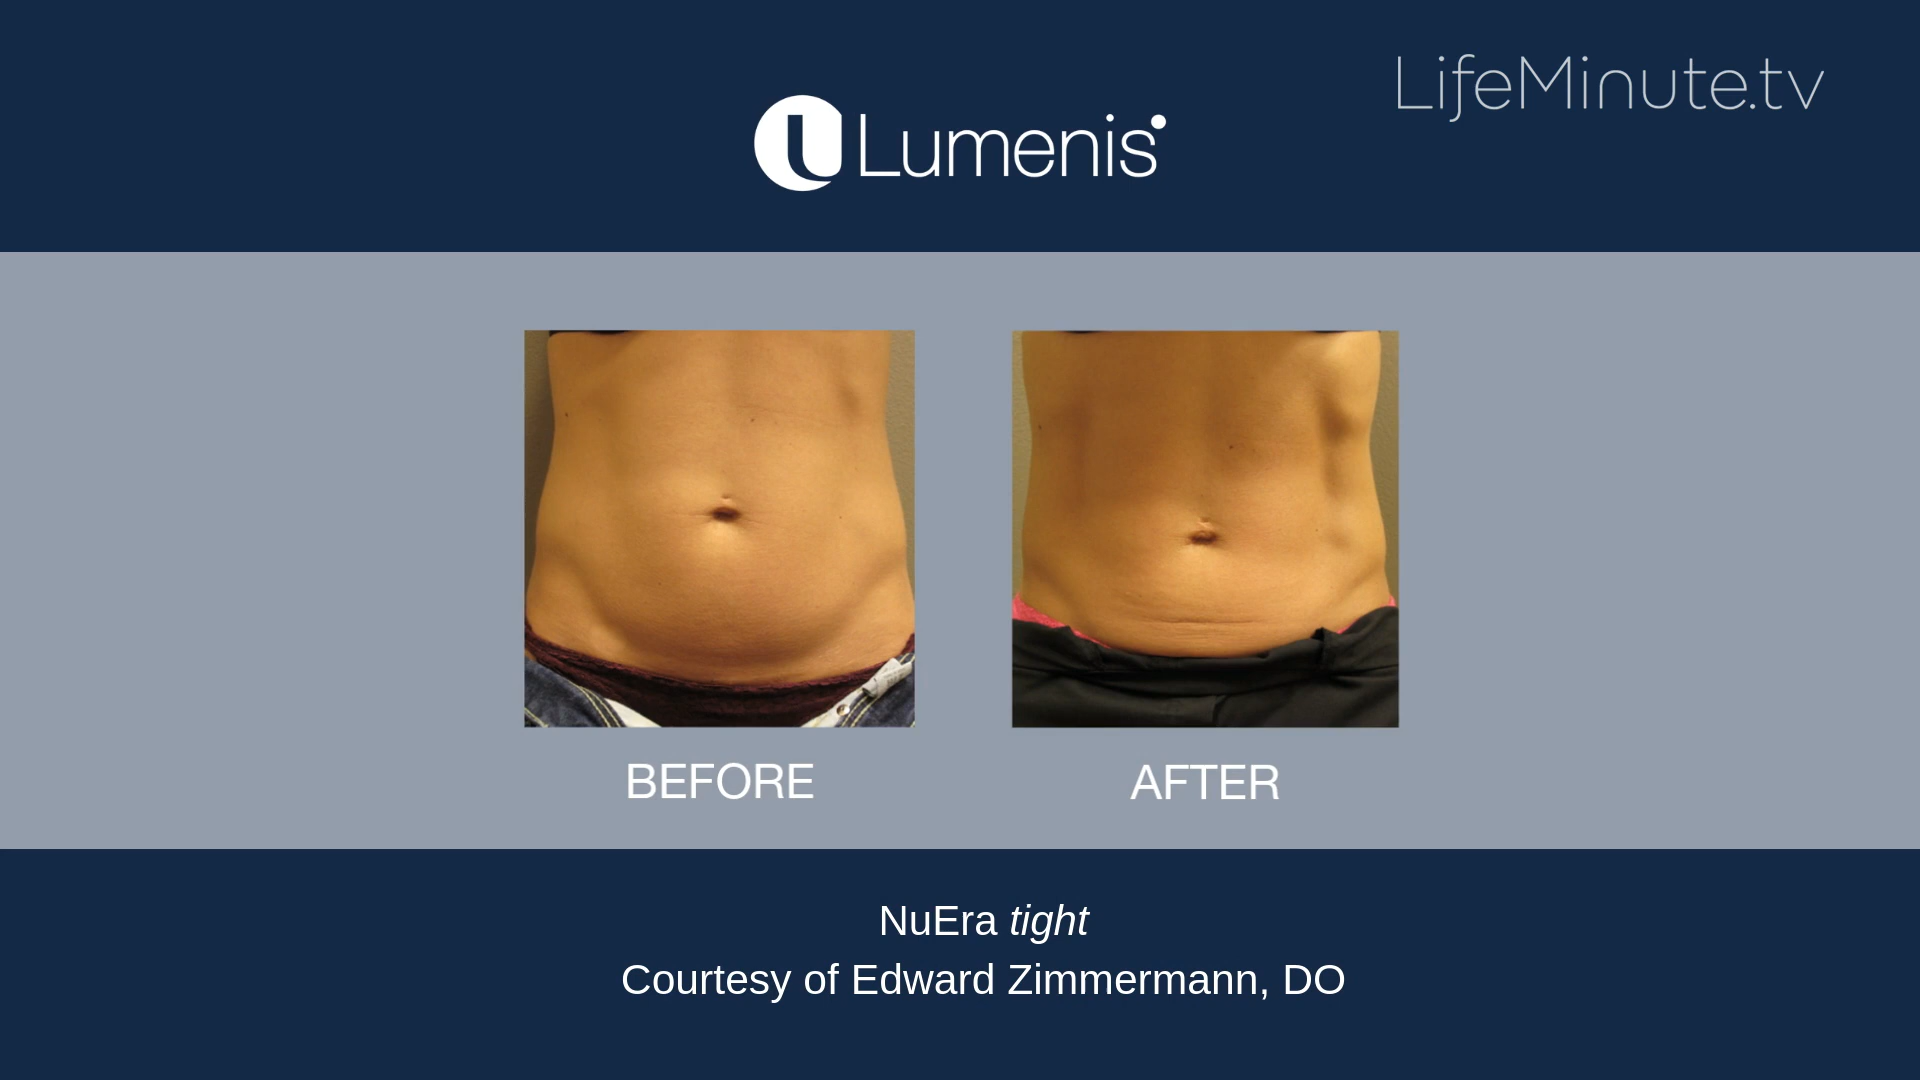 LifeMinute.tv
Lumenis
BEFORE
AFTER
NuEra tight
Courtesy of Edward Zimmermann, DO